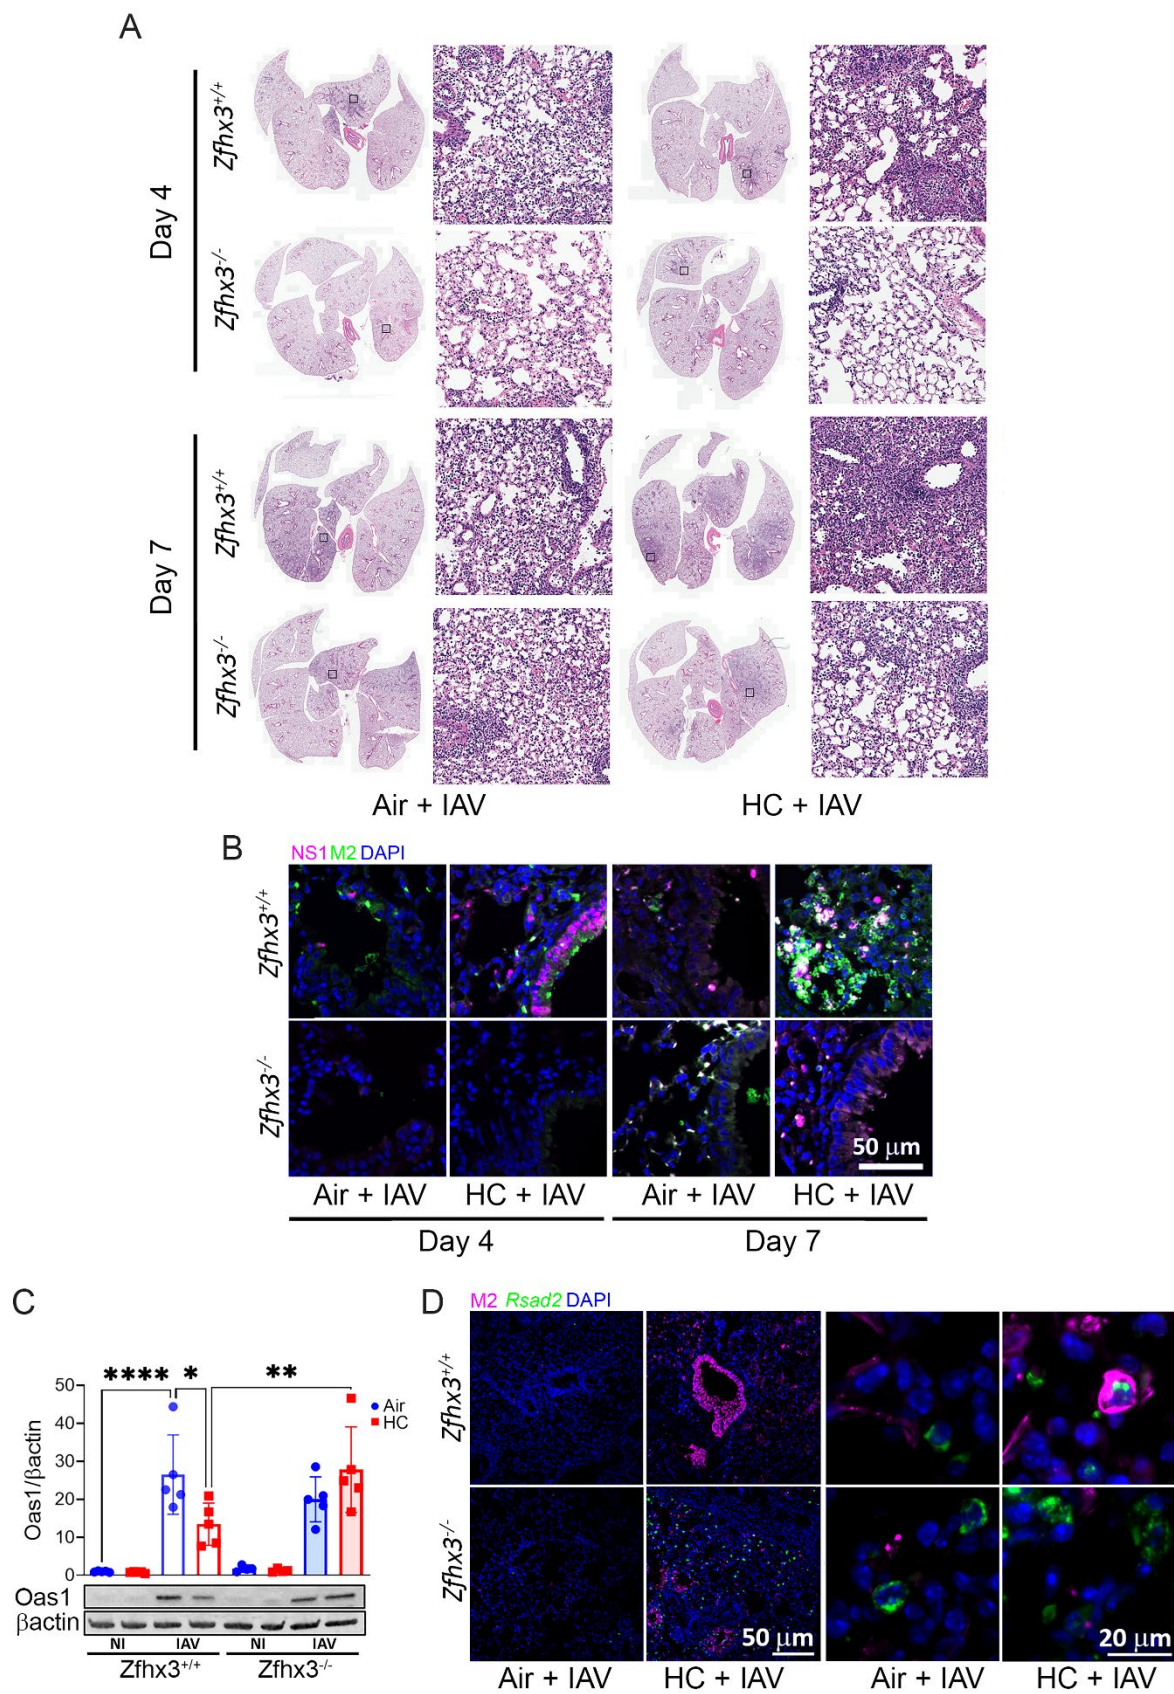 A
Day 4
Zfhx3+/+
Zfhx3-/-
Day 7
Zfhx3+/+
Zfhx3-/-
Air + IAV
HC + IAV
B
NS1 M2 DAPI
Zfhx3+/+
Zfhx3-/-
50 μm
Air + IAV
HC + IAV
Air + IAV
HC + IAV
Day 4
Day 7
C
**** * **
Oas1/βactin
50
40
30
20
10
0
Air
HC
Oas1
βactin
NI
IAV
NI
IAV
Zfhx3+/+
Zfhx3-/-
D
M2 Rsad2 DAPI
Zfhx3+/+
Zfhx3-/-
50 μm
20 μm
Air + IAV
HC + IAV
Air + IAV
HC + IAV